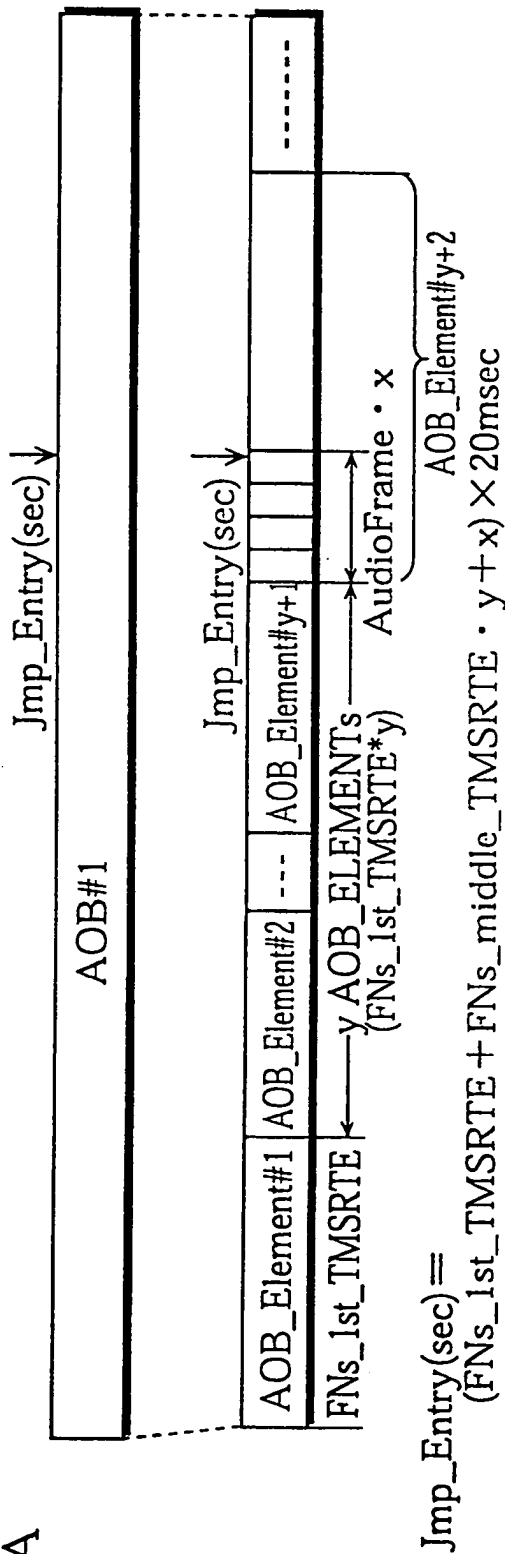 A
Jmp_Entry(sec)
AOB#1
Jmp_Entry(sec)
AOB_Element#1
AOB_Element#2
AOB_Element#y+1
FNs_1st_TMSRTE
y AOB_ELEMENTs
(FNs_1st_TMSRTE*y)
AudioFrame・x
AOB_Element#y+2
Jmp_Entry(sec)=
(FNs_1st_TMSRTE+FNs_middle_TMSRTE・y+x)×20msec